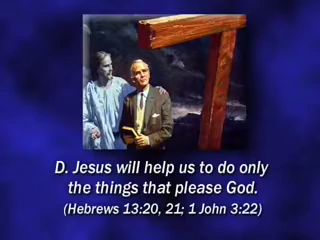 D. Jesus will help us to do only
the things that please God.
(Hebrews 13:20, 21; 1 John 3:22)